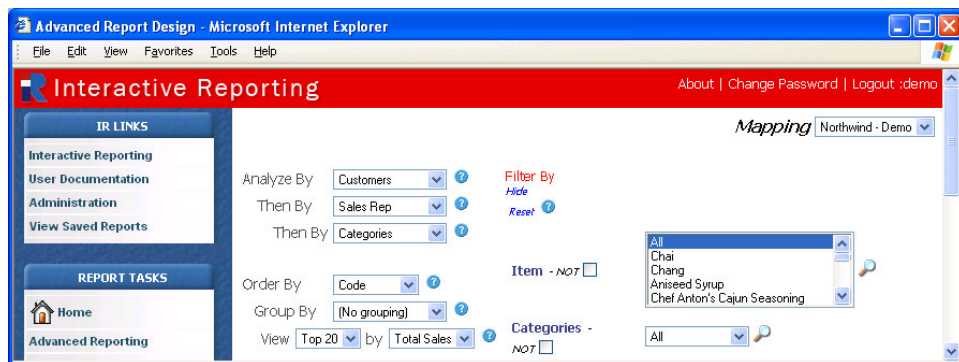 Advanced Report Design - Microsoft Internet Explorer
File Edit View Favorites Tools Help
Interactive Reporting
About | Change Password | Logout :demo
IR LINKS
Interactive Reporting
User Documentation
Administration
View Saved Reports
REPORT TASKS
Home
Advanced Reporting
Mapping Northwind - Demo
Analyze By Customers
Then By Sales Rep
Then By Categories
Order By Code
Group By (No grouping)
View Top 20 by Total Sales
Filter By
Hide
Reset
Item - NOT
All
Chai
Chang
Aniseed Syrup
Chef Anton's Cajun Seasoning
Categories -
NOT
All